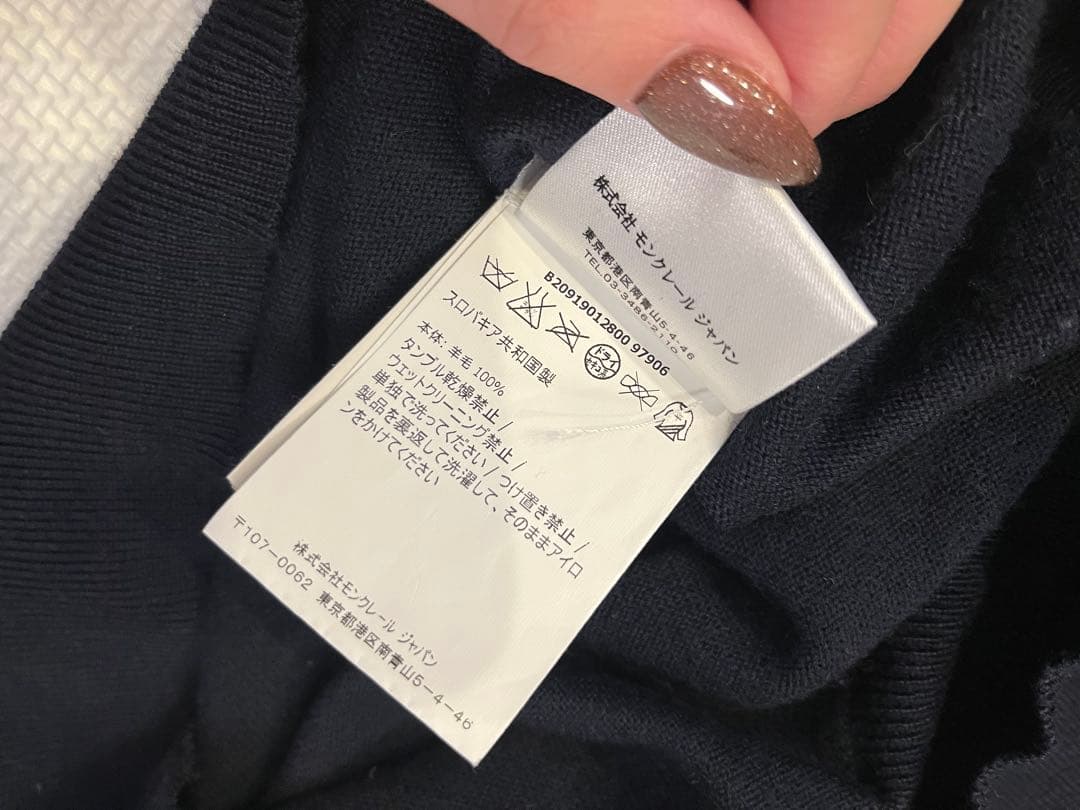 株式会社 モンクレール ジャパン
東京都港区南青山5-4-46
TEL.03-3486-2110
B20919012800 97906
ドライ
スロバキア共和国製
本体: 羊毛 100%
タンブル乾燥禁止 /
ウェットクリーニング禁止 /
単独で洗ってください / つけ置き禁止 /
製品を裏返して洗濯して、そのままアイロ
ンをかけてください
株式会社モンクレール ジャパン
〒107-0062 東京都港区南青山5-4-46